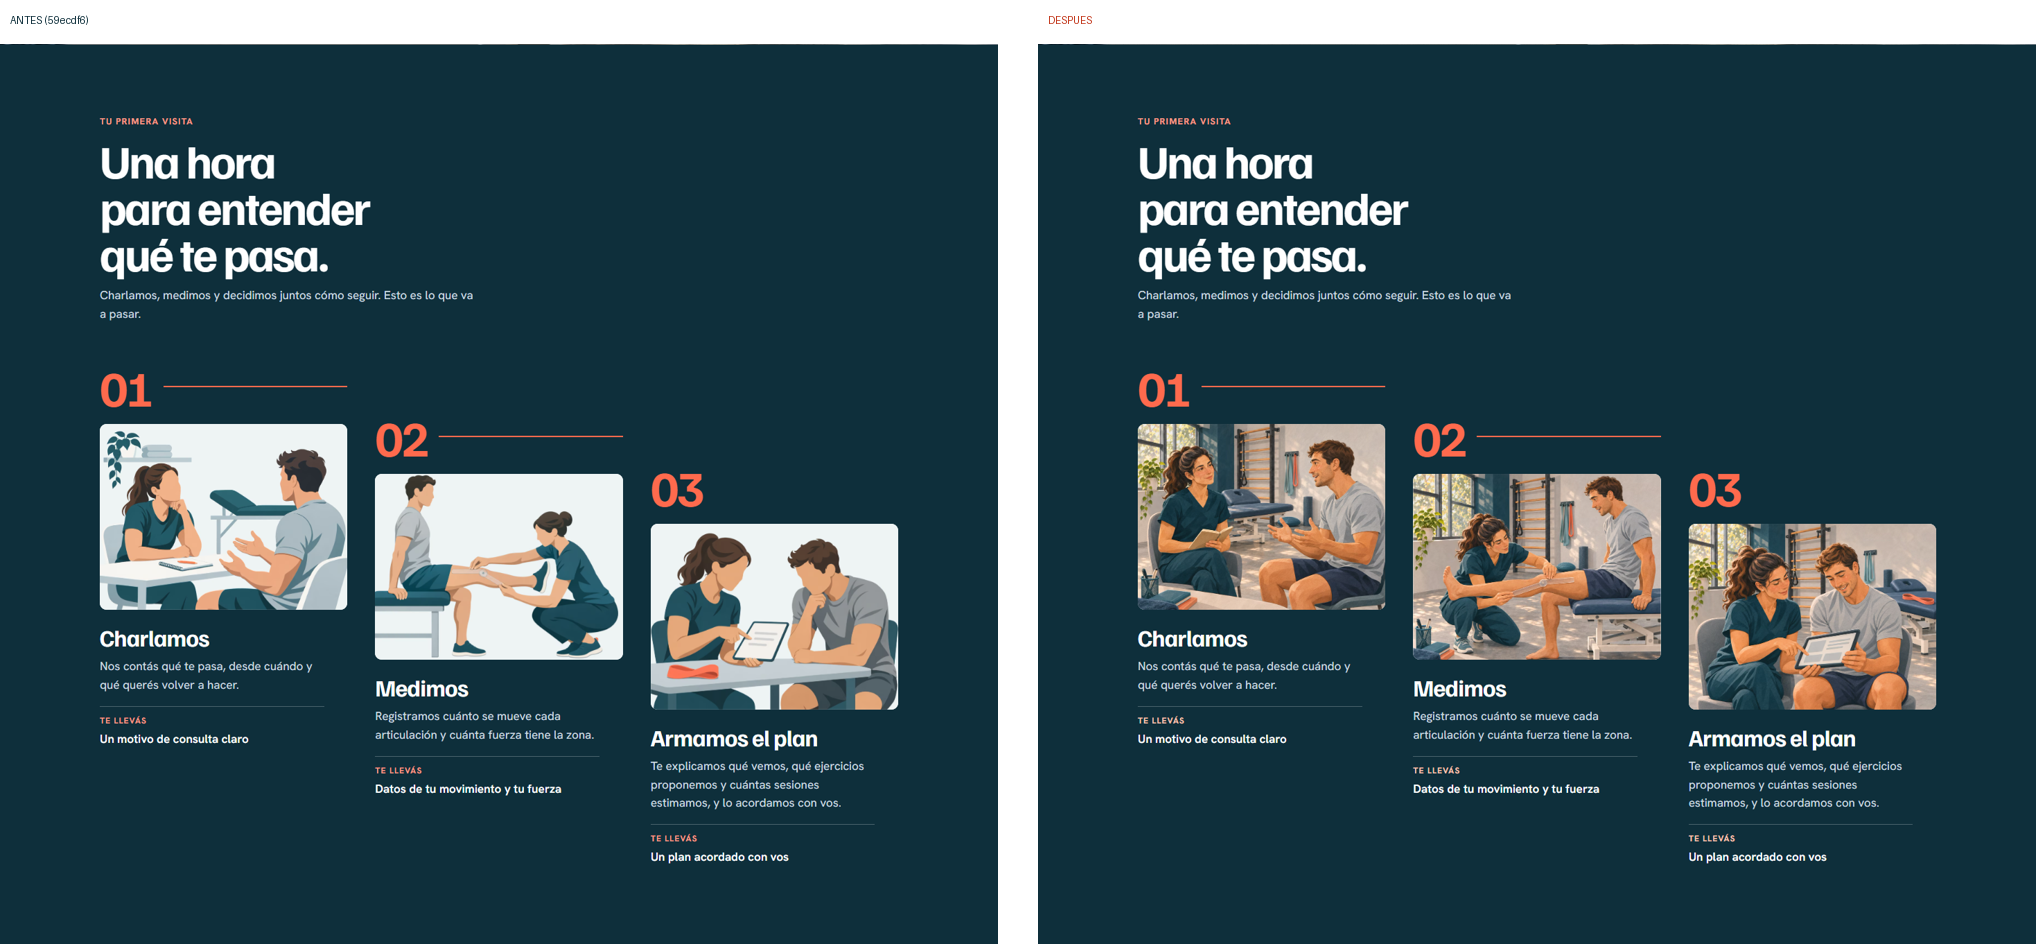 ANTES (59ecdf6)
TU PRIMERA VISITA
Una hora
para entender
qué te pasa.
Charlamos, medimos y decidimos juntos cómo seguir. Esto es lo que va
a pasar.
01
Charlamos
Nos contás qué te pasa, desde cuándo y
qué querés volver a hacer.
TE LLEVÁS
Un motivo de consulta claro
02
Medimos
Registramos cuánto se mueve cada
articulación y cuánta fuerza tiene la zona.
TE LLEVÁS
Datos de tu movimiento y tu fuerza
03
Armamos el plan
Te explicamos qué vemos, qué ejercicios
proponemos y cuántas sesiones
estimamos, y lo acordamos con vos.
TE LLEVÁS
Un plan acordado con vos
DESPUES
TU PRIMERA VISITA
Una hora
para entender
qué te pasa.
Charlamos, medimos y decidimos juntos cómo seguir. Esto es lo que va
a pasar.
01
Charlamos
Nos contás qué te pasa, desde cuándo y
qué querés volver a hacer.
TE LLEVÁS
Un motivo de consulta claro
02
Medimos
Registramos cuánto se mueve cada
articulación y cuánta fuerza tiene la zona.
TE LLEVÁS
Datos de tu movimiento y tu fuerza
03
Armamos el plan
Te explicamos qué vemos, qué ejercicios
proponemos y cuántas sesiones
estimamos, y lo acordamos con vos.
TE LLEVÁS
Un plan acordado con vos